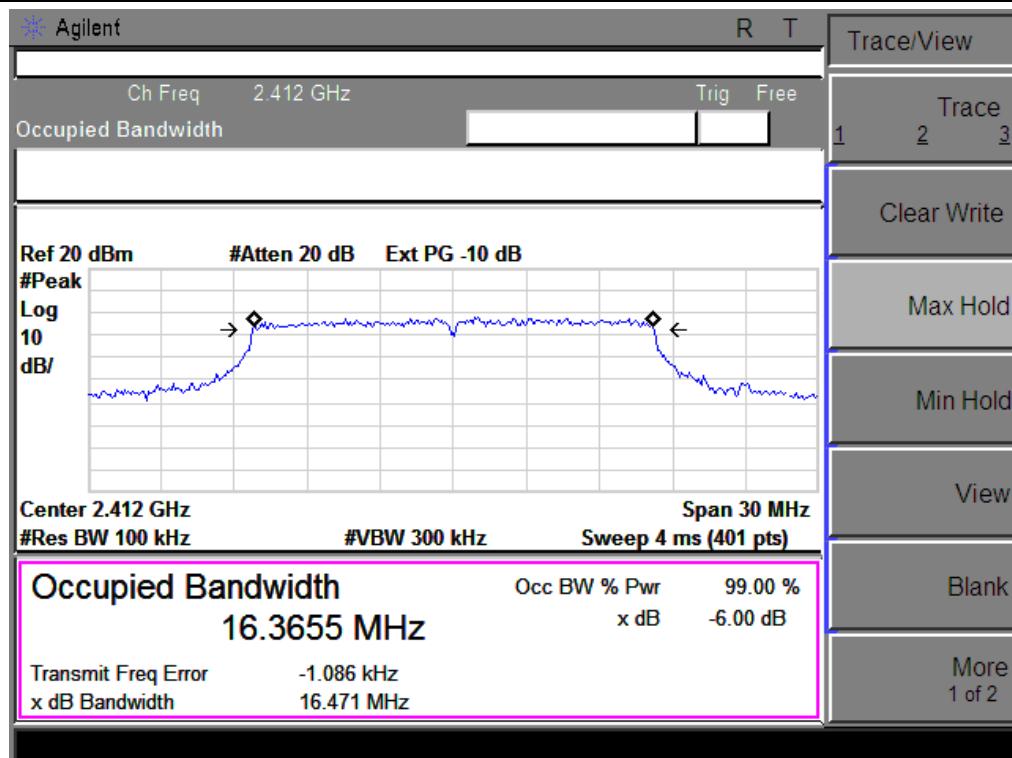 Agilent R T
Ch Freq 2.412 GHz Trig Free
Occupied Bandwidth
Ref 20 dBm #Atten 20 dB Ext PG -10 dB
#Peak
Log
10
dB/
Center 2.412 GHz Span 30 MHz
#Res BW 100 kHz #VBW 300 kHz Sweep 4 ms (401 pts)
Occupied Bandwidth Occ BW % Pwr 99.00 %
16.3655 MHz x dB -6.00 dB
Transmit Freq Error -1.086 kHz
x dB Bandwidth 16.471 MHz
Trace/View
Trace
1 2 3
Clear Write
Max Hold
Min Hold
View
Blank
More
1 of 2